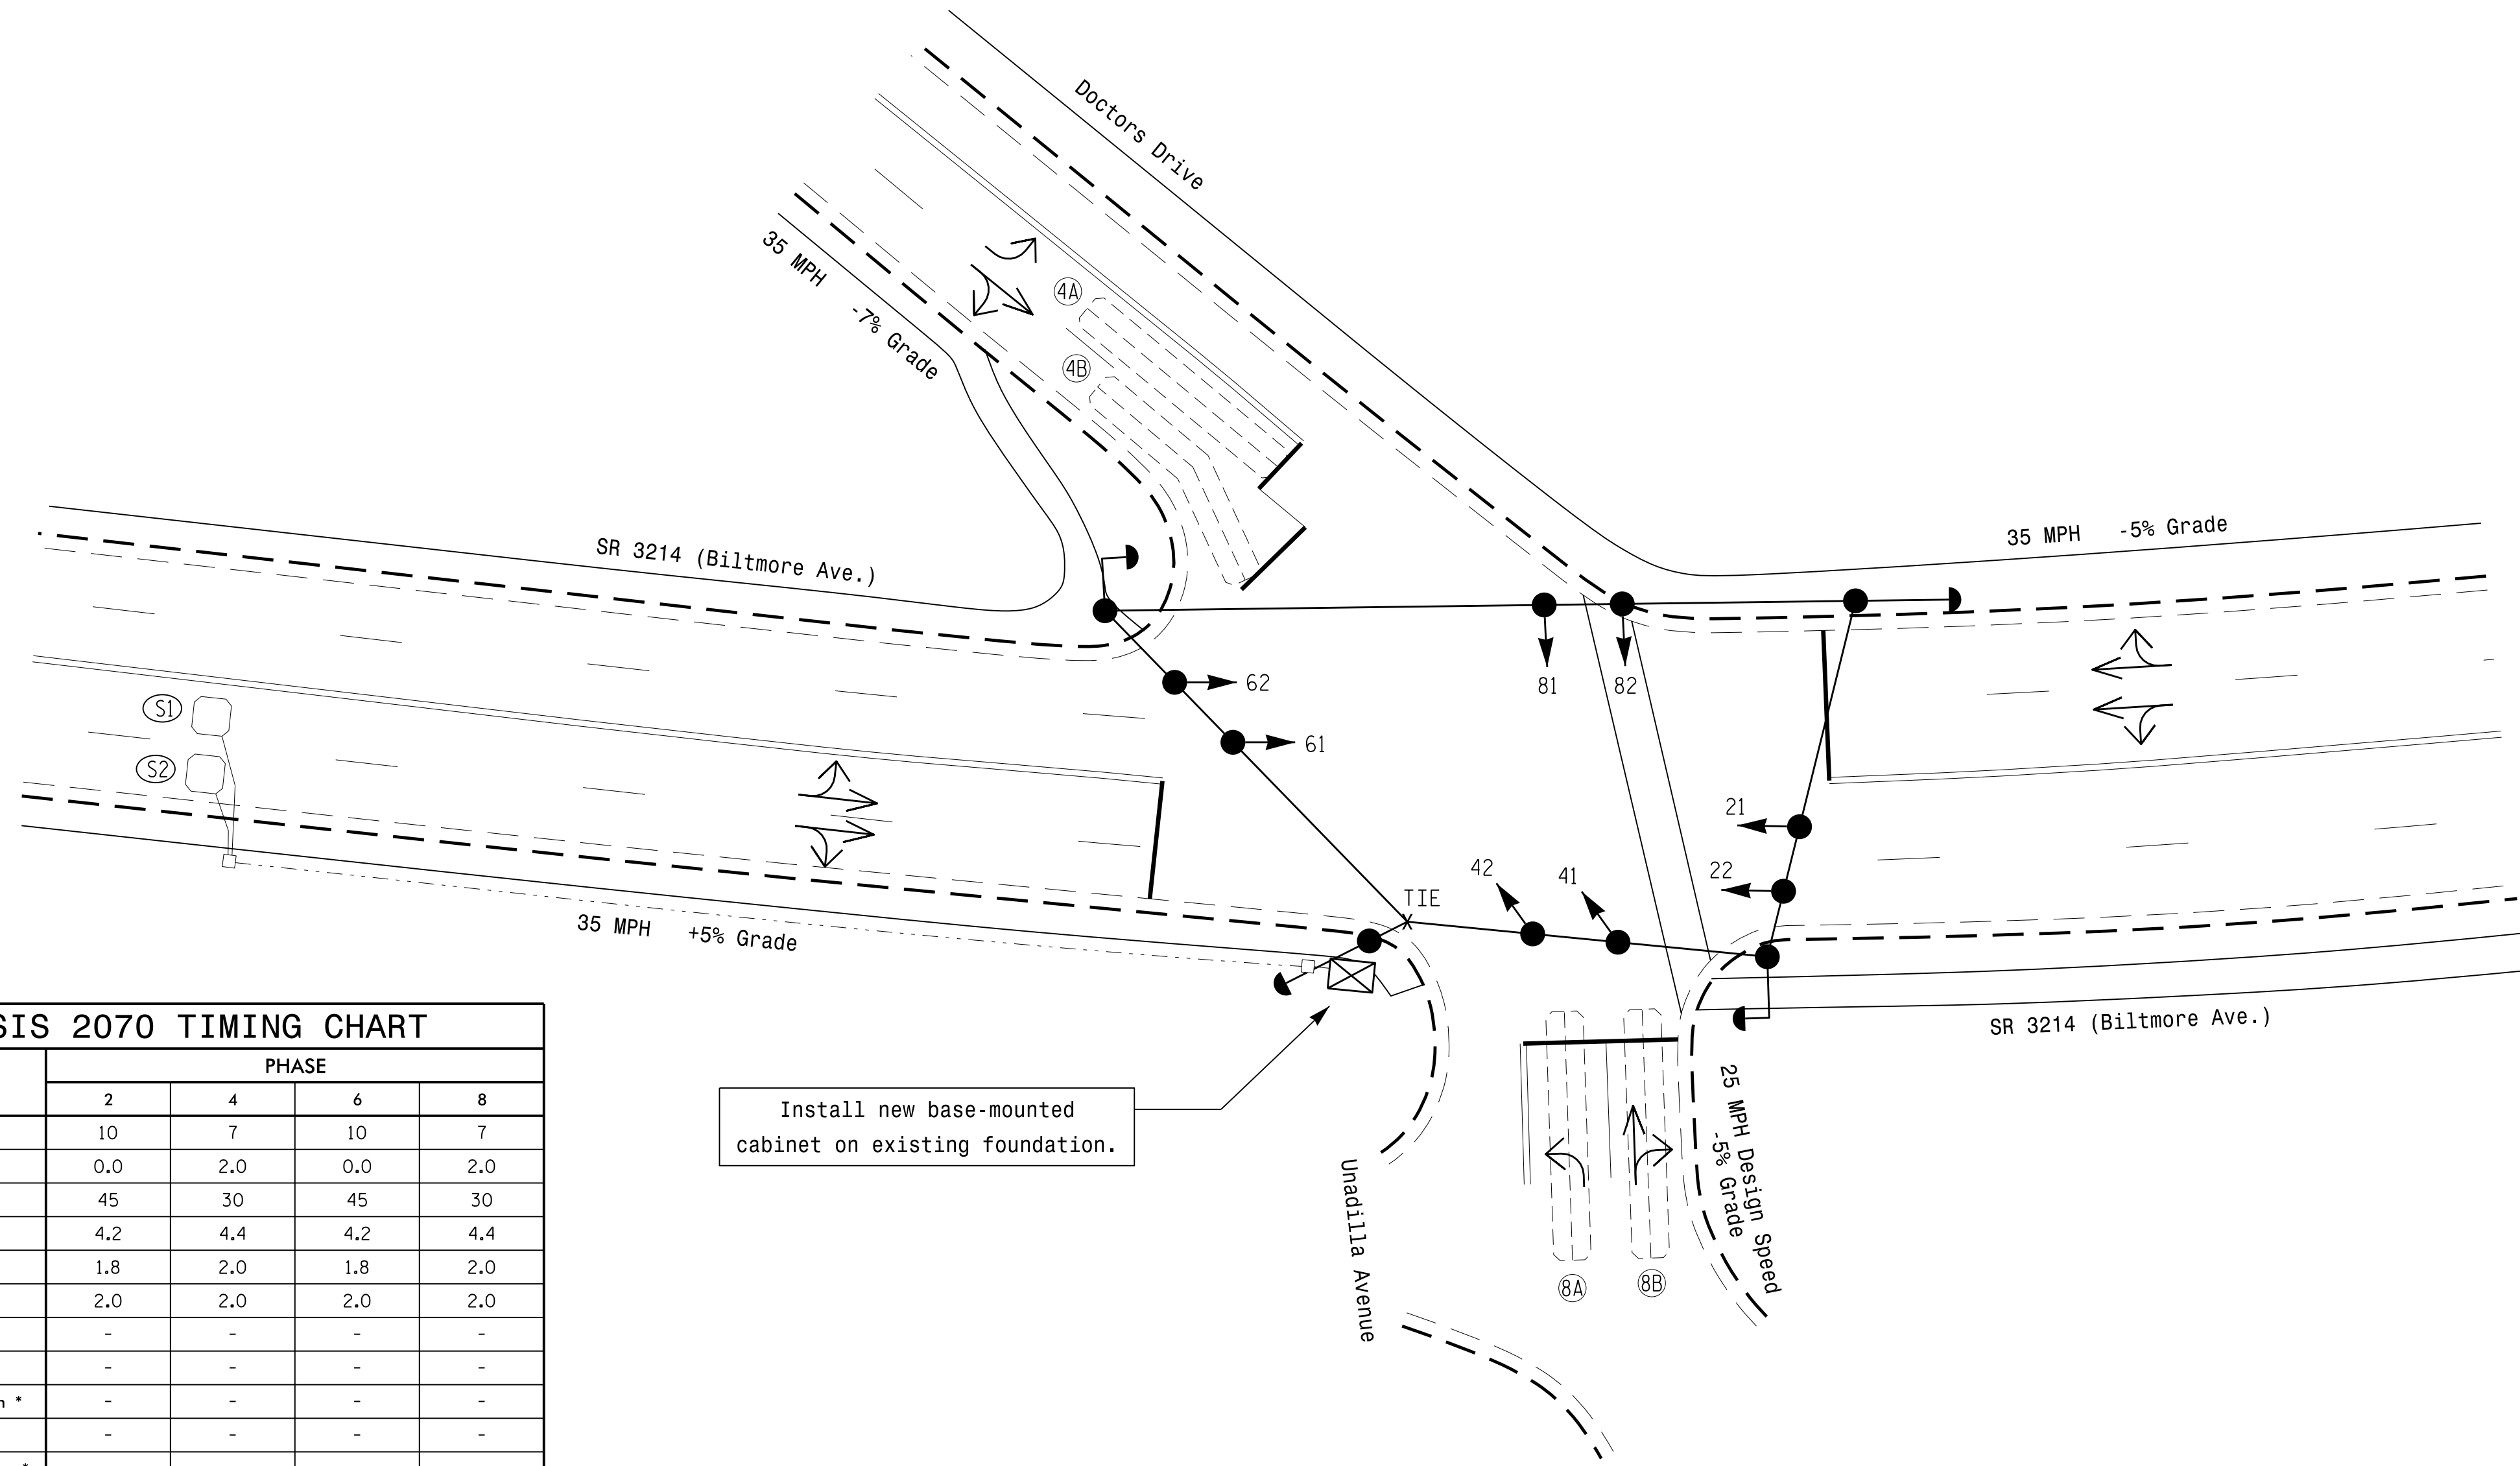 Doctors Drive
35 MPH -7% Grade
4A
4B
SR 3214 (Biltmore Ave.)
35 MPH -5% Grade
62
61
81
82
S1
S2
21
22
42
41
TIE
35 MPH +5% Grade
SR 3214 (Biltmore Ave.)
Install new base-mounted
cabinet on existing foundation.
Unadilla Avenue
25 MPH Design Speed
-5% Grade
8A
8B
2070 TIMING CHART
PHASE
2 4 6 8
10 7 10 7
0.0 2.0 0.0 2.0
45 30 45 30
4.2 4.4 4.2 4.4
1.8 2.0 1.8 2.0
2.0 2.0 2.0 2.0
- - - -
- - - -
* - - - -
- - - -
*